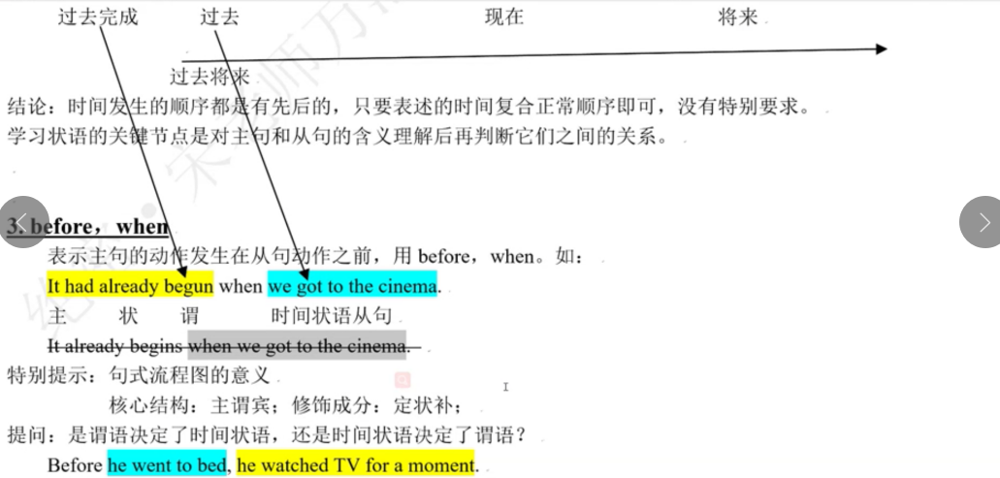 过去完成 过去 现在 将来
过去将来
结论：时间发生的顺序都是有先后的，只要表述的时间复合正常顺序即可，没有特别要求。
学习状语的关键节点是对主句和从句的含义理解后再判断它们之间的关系。
3. before，when
表示主句的动作发生在从句动作之前，用 before，when。如：
It had already begun when we got to the cinema.
主 状 谓 时间状语从句
It already begins when we got to the cinema.
特别提示：句式流程图的意义
核心结构：主谓宾；修饰成分：定状补；
提问：是谓语决定了时间状语，还是时间状语决定了谓语？
Before he went to bed, he watched TV for a moment.